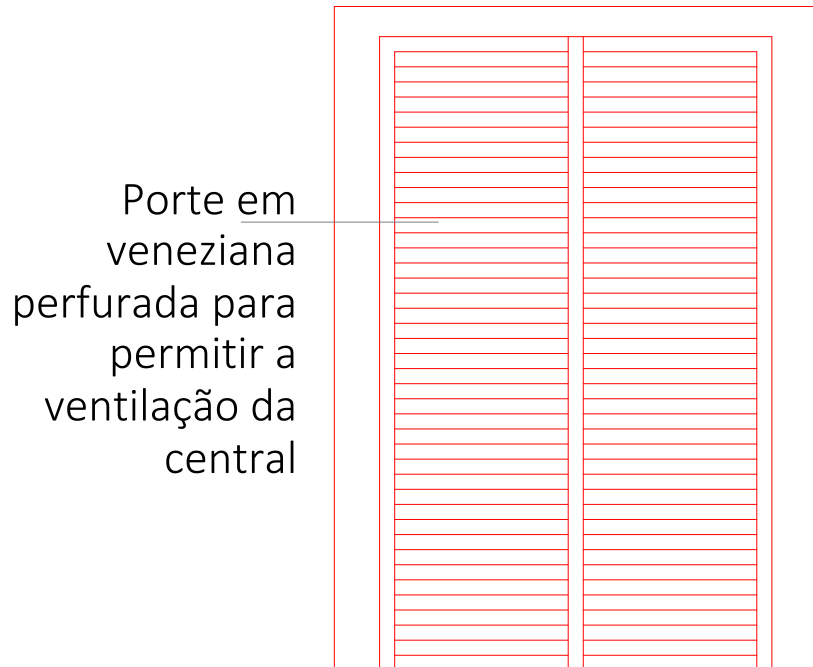 Porte em
veneziana
perfurada para
permitir a
ventilação da
central